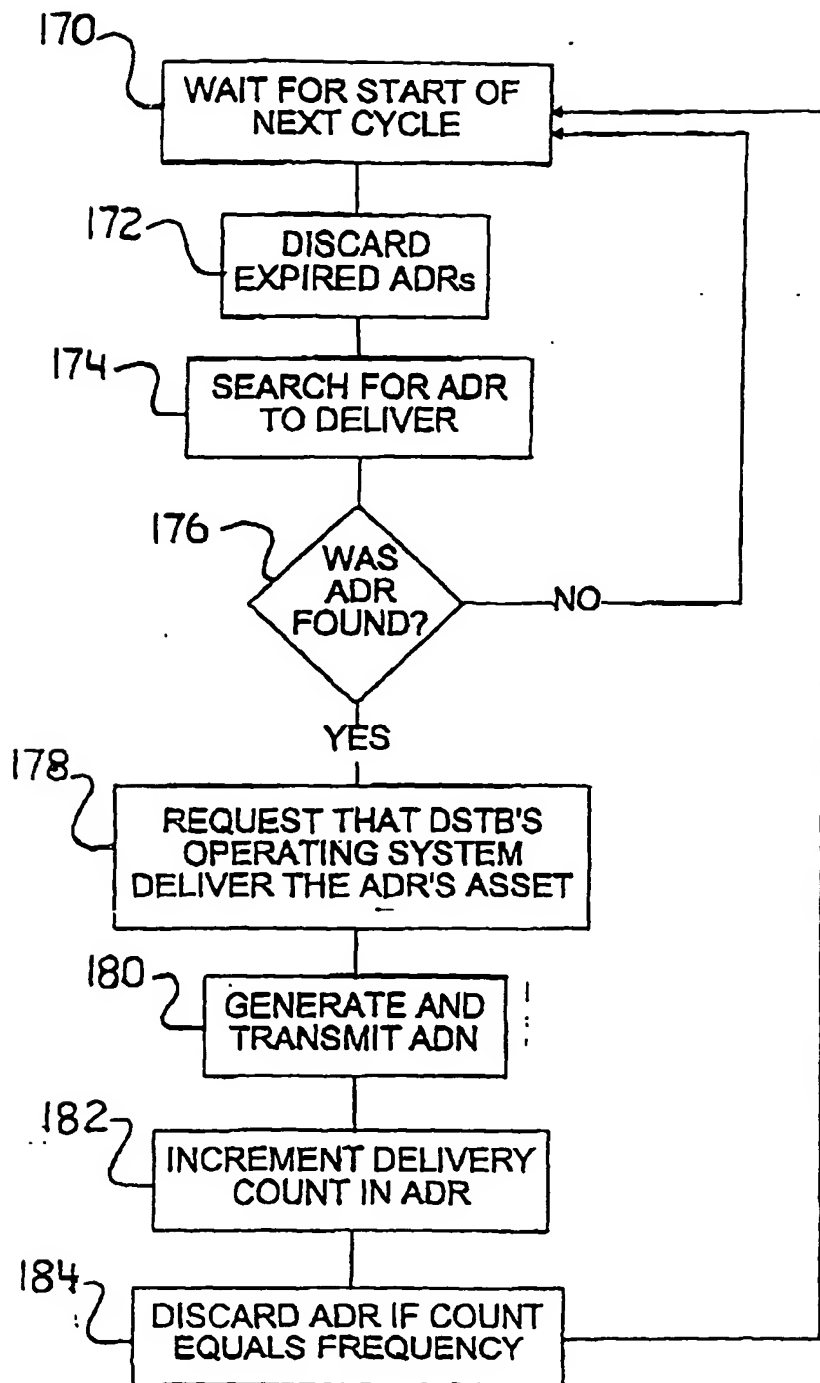 170
WAIT FOR START OF
NEXT CYCLE
172
DISCARD
EXPIRED ADRs
174
SEARCH FOR ADR
TO DELIVER
176
WAS
ADR
FOUND?
NO
YES
178
REQUEST THAT DSTB'S
OPERATING SYSTEM
DELIVER THE ADR'S ASSET
180
GENERATE AND
TRANSMIT ADN
182
INCREMENT DELIVERY
COUNT IN ADR
184
DISCARD ADR IF COUNT
EQUALS FREQUENCY